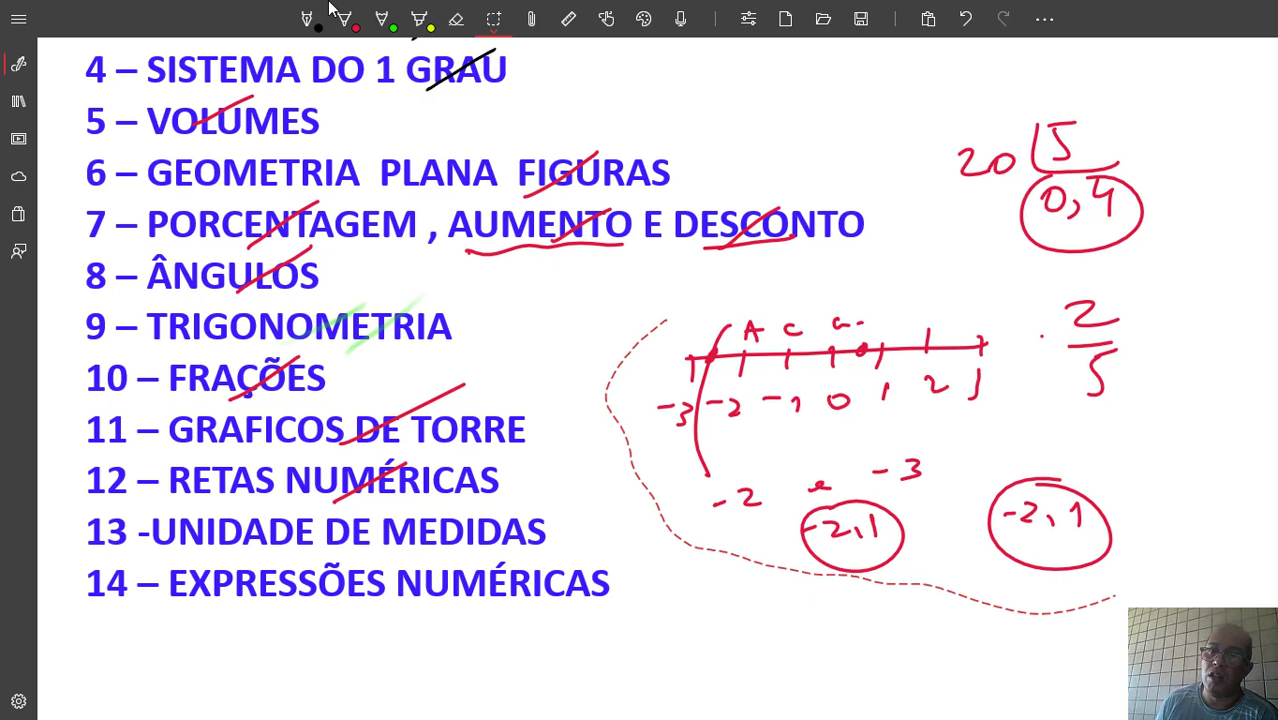 4 – SISTEMA DO 1 GRAU
5 – VOLUMES
6 – GEOMETRIA PLANA FIGURAS
7 – PORCENTAGEM , AUMENTO E DESCONTO
8 – ÂNGULOS
9 – TRIGONOMETRIA
10 – FRAÇÕES
11 – GRAFICOS DE TORRE
12 – RETAS NUMÉRICAS
13 -UNIDADE DE MEDIDAS
14 – EXPRESSÕES NUMÉRICAS
20 5
0,4
A C
-3 -2 -1 0 1 2 3
2
5
-2 e -3
-2,1
-2,1